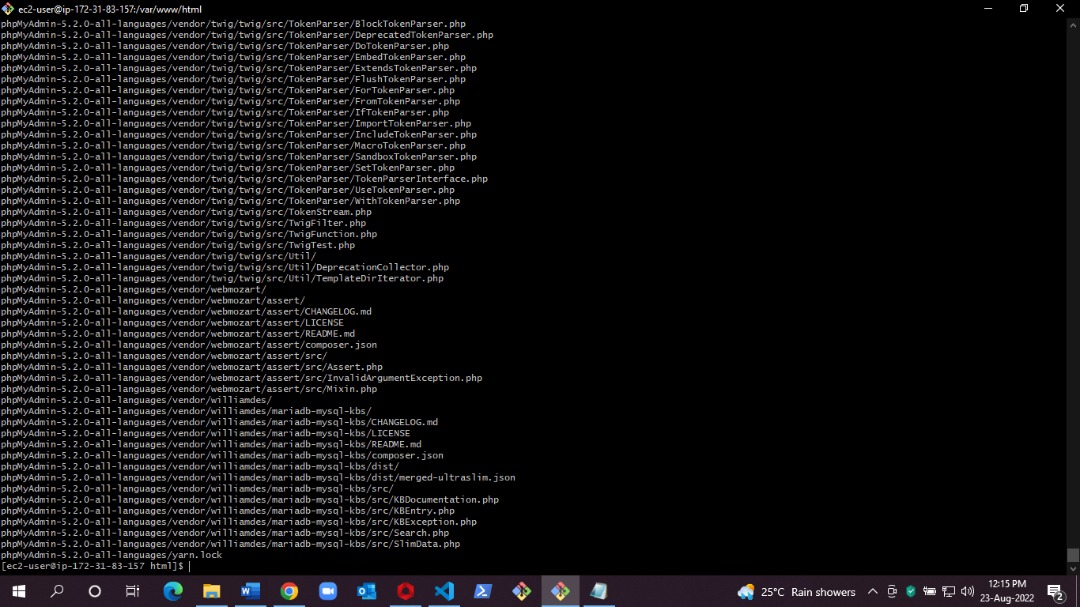 ec2-user@ip-172-31-83-157:/var/www/html
phpMyAdmin-5.2.0-all-languages/vendor/twig/twig/src/TokenParser/BlockTokenParser.php
phpMyAdmin-5.2.0-all-languages/vendor/twig/twig/src/TokenParser/DeprecatedTokenParser.php
phpMyAdmin-5.2.0-all-languages/vendor/twig/twig/src/TokenParser/DoTokenParser.php
phpMyAdmin-5.2.0-all-languages/vendor/twig/twig/src/TokenParser/EmbedTokenParser.php
phpMyAdmin-5.2.0-all-languages/vendor/twig/twig/src/TokenParser/ExtendsTokenParser.php
phpMyAdmin-5.2.0-all-languages/vendor/twig/twig/src/TokenParser/FlushTokenParser.php
phpMyAdmin-5.2.0-all-languages/vendor/twig/twig/src/TokenParser/ForTokenParser.php
phpMyAdmin-5.2.0-all-languages/vendor/twig/twig/src/TokenParser/FromTokenParser.php
phpMyAdmin-5.2.0-all-languages/vendor/twig/twig/src/TokenParser/IfTokenParser.php
phpMyAdmin-5.2.0-all-languages/vendor/twig/twig/src/TokenParser/ImportTokenParser.php
phpMyAdmin-5.2.0-all-languages/vendor/twig/twig/src/TokenParser/IncludeTokenParser.php
phpMyAdmin-5.2.0-all-languages/vendor/twig/twig/src/TokenParser/MacroTokenParser.php
phpMyAdmin-5.2.0-all-languages/vendor/twig/twig/src/TokenParser/SandboxTokenParser.php
phpMyAdmin-5.2.0-all-languages/vendor/twig/twig/src/TokenParser/SetTokenParser.php
phpMyAdmin-5.2.0-all-languages/vendor/twig/twig/src/TokenParser/TokenParserInterface.php
phpMyAdmin-5.2.0-all-languages/vendor/twig/twig/src/TokenParser/UseTokenParser.php
phpMyAdmin-5.2.0-all-languages/vendor/twig/twig/src/TokenParser/WithTokenParser.php
phpMyAdmin-5.2.0-all-languages/vendor/twig/twig/src/TokenStream.php
phpMyAdmin-5.2.0-all-languages/vendor/twig/twig/src/TwigFilter.php
phpMyAdmin-5.2.0-all-languages/vendor/twig/twig/src/TwigFunction.php
phpMyAdmin-5.2.0-all-languages/vendor/twig/twig/src/TwigTest.php
phpMyAdmin-5.2.0-all-languages/vendor/twig/twig/src/Util/
phpMyAdmin-5.2.0-all-languages/vendor/twig/twig/src/Util/DeprecationCollector.php
phpMyAdmin-5.2.0-all-languages/vendor/twig/twig/src/Util/TemplateDirIterator.php
phpMyAdmin-5.2.0-all-languages/vendor/webmozart/
phpMyAdmin-5.2.0-all-languages/vendor/webmozart/assert/
phpMyAdmin-5.2.0-all-languages/vendor/webmozart/assert/CHANGELOG.md
phpMyAdmin-5.2.0-all-languages/vendor/webmozart/assert/LICENSE
phpMyAdmin-5.2.0-all-languages/vendor/webmozart/assert/README.md
phpMyAdmin-5.2.0-all-languages/vendor/webmozart/assert/composer.json
phpMyAdmin-5.2.0-all-languages/vendor/webmozart/assert/src/
phpMyAdmin-5.2.0-all-languages/vendor/webmozart/assert/src/Assert.php
phpMyAdmin-5.2.0-all-languages/vendor/webmozart/assert/src/InvalidArgumentException.php
phpMyAdmin-5.2.0-all-languages/vendor/webmozart/assert/src/Mixin.php
phpMyAdmin-5.2.0-all-languages/vendor/williamdes/
phpMyAdmin-5.2.0-all-languages/vendor/williamdes/mariadb-mysql-kbs/
phpMyAdmin-5.2.0-all-languages/vendor/williamdes/mariadb-mysql-kbs/CHANGELOG.md
phpMyAdmin-5.2.0-all-languages/vendor/williamdes/mariadb-mysql-kbs/LICENSE
phpMyAdmin-5.2.0-all-languages/vendor/williamdes/mariadb-mysql-kbs/README.md
phpMyAdmin-5.2.0-all-languages/vendor/williamdes/mariadb-mysql-kbs/composer.json
phpMyAdmin-5.2.0-all-languages/vendor/williamdes/mariadb-mysql-kbs/dist/
phpMyAdmin-5.2.0-all-languages/vendor/williamdes/mariadb-mysql-kbs/dist/merged-ultraslim.json
phpMyAdmin-5.2.0-all-languages/vendor/williamdes/mariadb-mysql-kbs/src/
phpMyAdmin-5.2.0-all-languages/vendor/williamdes/mariadb-mysql-kbs/src/KBDocumentation.php
phpMyAdmin-5.2.0-all-languages/vendor/williamdes/mariadb-mysql-kbs/src/KBEntry.php
phpMyAdmin-5.2.0-all-languages/vendor/williamdes/mariadb-mysql-kbs/src/KBException.php
phpMyAdmin-5.2.0-all-languages/vendor/williamdes/mariadb-mysql-kbs/src/Search.php
phpMyAdmin-5.2.0-all-languages/vendor/williamdes/mariadb-mysql-kbs/src/SlimData.php
phpMyAdmin-5.2.0-all-languages/yarn.lock
[ec2-user@ip-172-31-83-157 html]$
25°C Rain showers
12:15 PM
23-Aug-2022
2